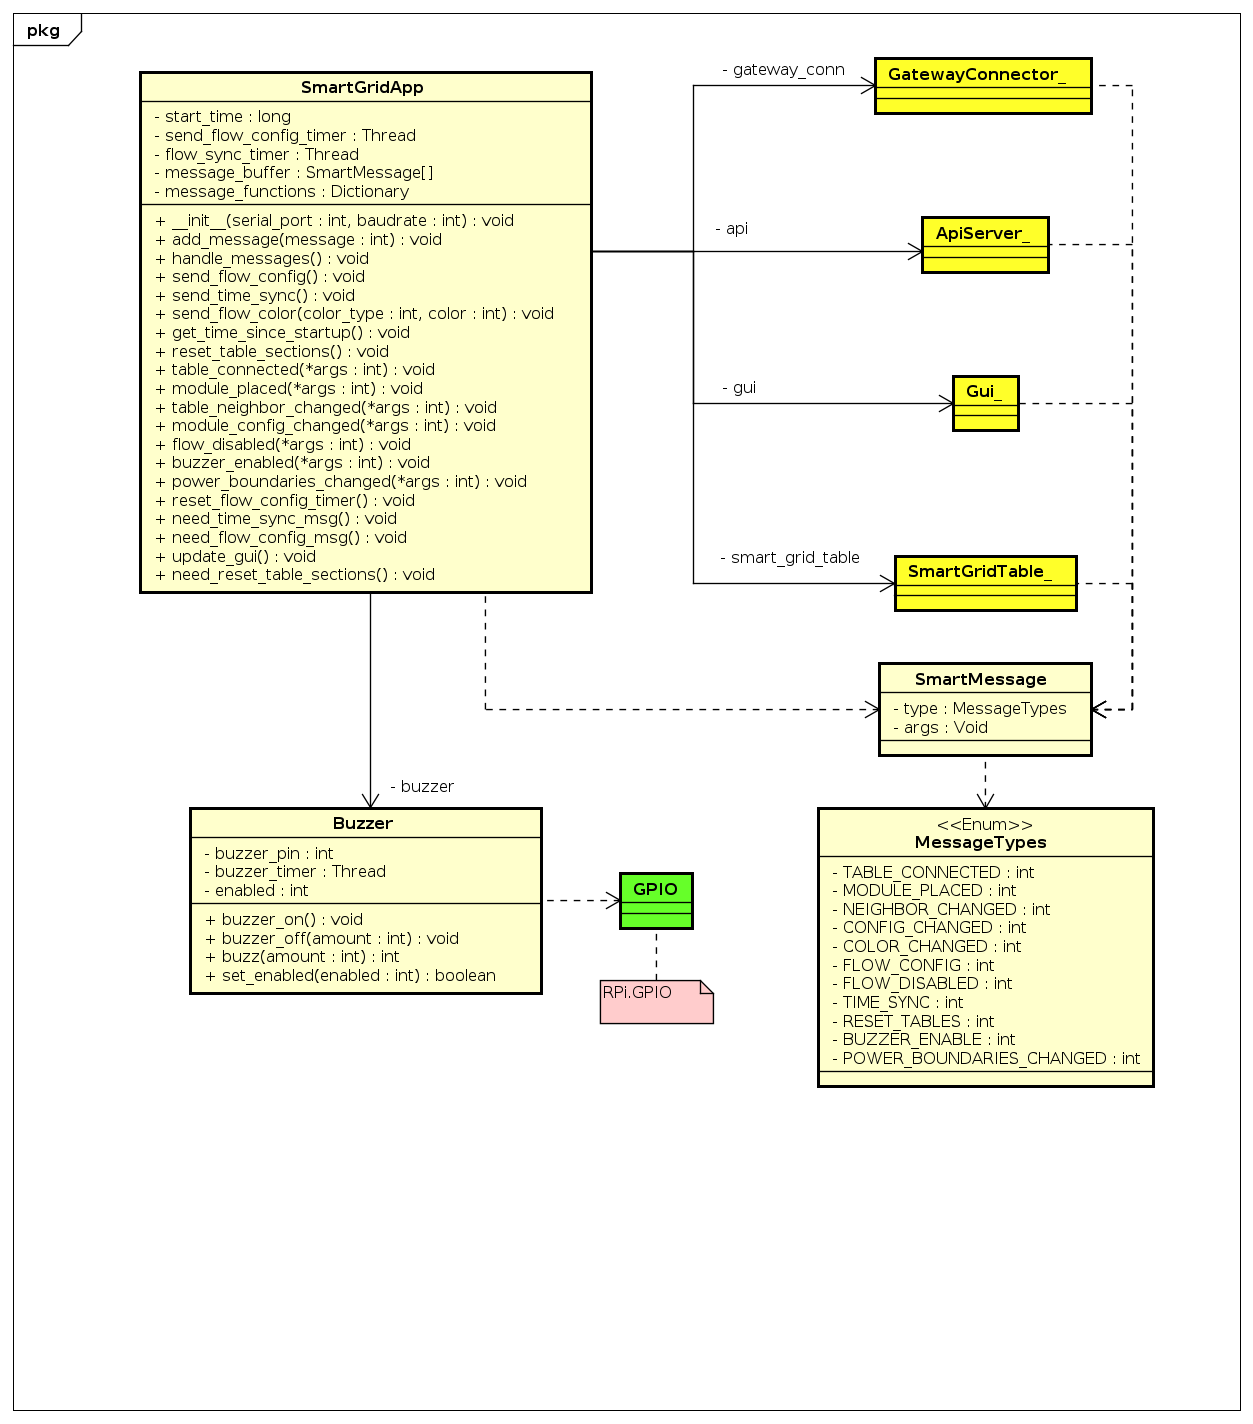 pkg
SmartGridApp
- start_time : long
- send_flow_config_timer : Thread
- flow_sync_timer : Thread
- message_buffer : SmartMessage[]
- message_functions : Dictionary
+ __init__(serial_port : int, baudrate : int) : void
+ add_message(message : int) : void
+ handle_messages() : void
+ send_flow_config() : void
+ send_time_sync() : void
+ send_flow_color(color_type : int, color : int) : void
+ get_time_since_startup() : void
+ reset_table_sections() : void
+ table_connected(*args : int) : void
+ module_placed(*args : int) : void
+ table_neighbor_changed(*args : int) : void
+ module_config_changed(*args : int) : void
+ flow_disabled(*args : int) : void
+ buzzer_enabled(*args : int) : void
+ power_boundaries_changed(*args : int) : void
+ reset_flow_config_timer() : void
+ need_time_sync_msg() : void
+ need_flow_config_msg() : void
+ update_gui() : void
+ need_reset_table_sections() : void
- gateway_conn
GatewayConnector_
- api
ApiServer_
- gui
Gui_
- smart_grid_table
SmartGridTable_
SmartMessage
- type : MessageTypes
- args : Void
- buzzer
Buzzer
- buzzer_pin : int
- buzzer_timer : Thread
- enabled : int
+ buzzer_on() : void
+ buzzer_off(amount : int) : void
+ buzz(amount : int) : int
+ set_enabled(enabled : int) : boolean
GPIO
RPi.GPIO
<<Enum>>
MessageTypes
- TABLE_CONNECTED : int
- MODULE_PLACED : int
- NEIGHBOR_CHANGED : int
- CONFIG_CHANGED : int
- COLOR_CHANGED : int
- FLOW_CONFIG : int
- FLOW_DISABLED : int
- TIME_SYNC : int
- RESET_TABLES : int
- BUZZER_ENABLE : int
- POWER_BOUNDARIES_CHANGED : int